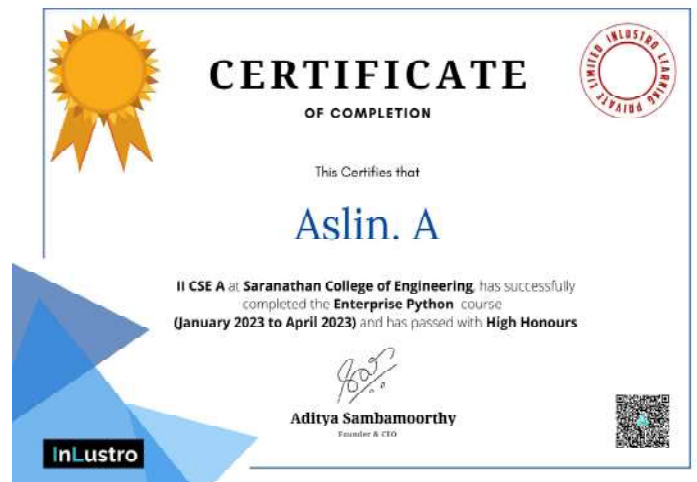 CERTIFICATE
OF COMPLETION
INLUSTRO LEARNING PRIVATE LIMITED
This Certifies that
Aslin. A
II CSE A at Saranathan College of Engineering, has successfully
completed the Enterprise Python course
(January 2023 to April 2023) and has passed with High Honours
Aditya Sambamoorthy
Founder & CEO
InLustro